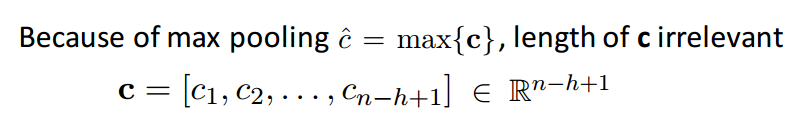 Because of max pooling ĉ = max{c}, length of c irrelevant
c = [c₁, c₂, . . . , cₙ₋ₕ₊₁] ∈ ℝⁿ⁻ʰ⁺¹